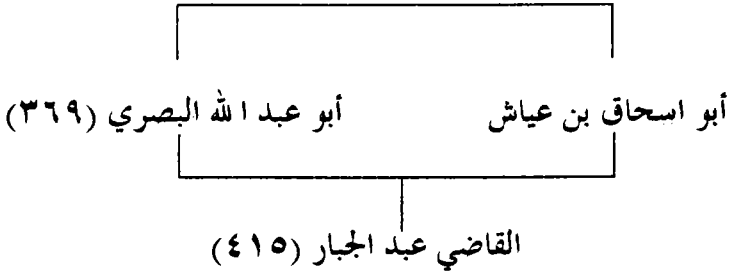 أبو اسحاق بن عياش أبو عبد الله البصري (٣٦٩)
القاضي عبد الجبار (٤١٥)